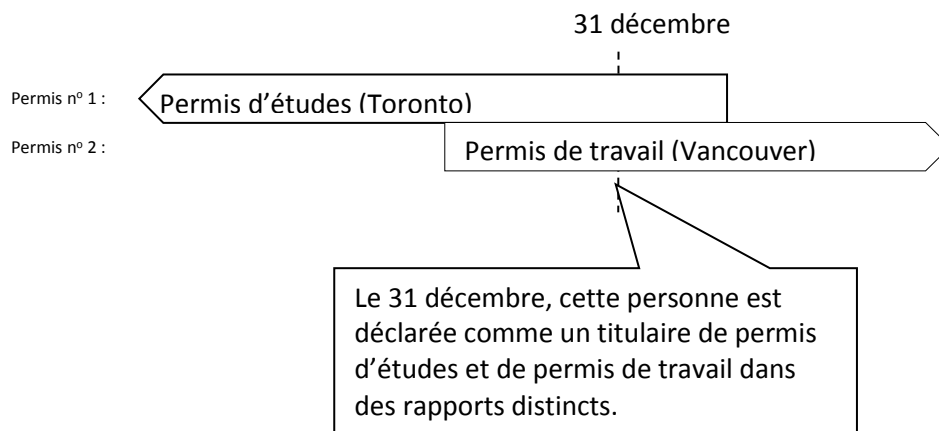 31 décembre
Permis nº 1 :
Permis d’études (Toronto)
Permis nº 2 :
Permis de travail (Vancouver)
Le 31 décembre, cette personne est
déclarée comme un titulaire de permis
d’études et de permis de travail dans
des rapports distincts.